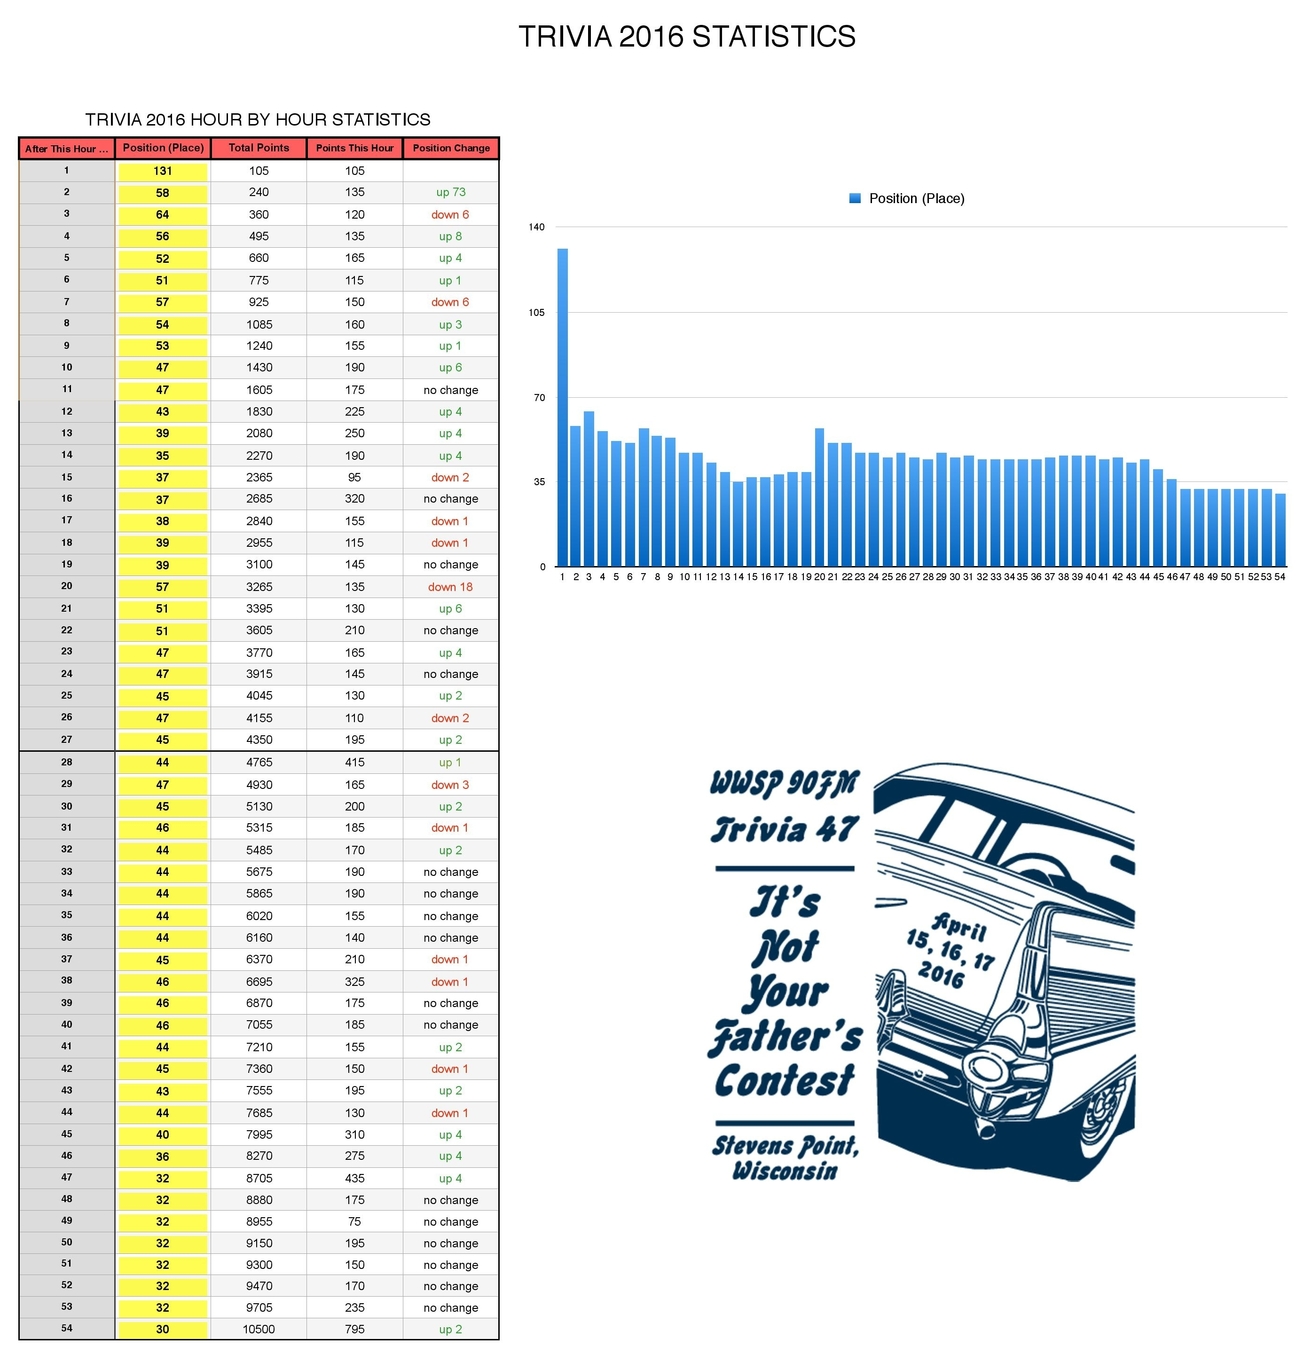 TRIVIA 2016 STATISTICS
TRIVIA 2016 HOUR BY HOUR STATISTICS
After This Hour ... Position (Place) Total Points Points This Hour Position Change
1 131 105 105
2 58 240 135 up 73
3 64 360 120 down 6
4 56 495 135 up 8
5 52 660 165 up 4
6 51 775 115 up 1
7 57 925 150 down 6
8 54 1085 160 up 3
9 53 1240 155 up 1
10 47 1430 190 up 6
11 47 1605 175 no change
12 43 1830 225 up 4
13 39 2080 250 up 4
14 35 2270 190 up 4
15 37 2365 95 down 2
16 37 2685 320 no change
17 38 2840 155 down 1
18 39 2955 115 down 1
19 39 3100 145 no change
20 57 3265 135 down 18
21 51 3395 130 up 6
22 51 3605 210 no change
23 47 3770 165 up 4
24 47 3915 145 no change
25 45 4045 130 up 2
26 47 4155 110 down 2
27 45 4350 195 up 2
28 44 4765 415 up 1
29 47 4930 165 down 3
30 45 5130 200 up 2
31 46 5315 185 down 1
32 44 5485 170 up 2
33 44 5675 190 no change
34 44 5865 190 no change
35 44 6020 155 no change
36 44 6160 140 no change
37 45 6370 210 down 1
38 46 6695 325 down 1
39 46 6870 175 no change
40 46 7055 185 no change
41 44 7210 155 up 2
42 45 7360 150 down 1
43 43 7555 195 up 2
44 44 7685 130 down 1
45 40 7995 310 up 4
46 36 8270 275 up 4
47 32 8705 435 up 4
48 32 8880 175 no change
49 32 8955 75 no change
50 32 9150 195 no change
51 32 9300 150 no change
52 32 9470 170 no change
53 32 9705 235 no change
54 30 10500 795 up 2
Position (Place)
140
105
70
35
0
1 2 3 4 5 6 7 8 9 10 11 12 13 14 15 16 17 18 19 20 21 22 23 24 25 26 27 28 29 30 31 32 33 34 35 36 37 38 39 40 41 42 43 44 45 46 47 48 49 50 51 52 53 54
WWSP 90FM
Trivia 47
It's
Not
Your
Father's
Contest
Stevens Point,
Wisconsin
April
15, 16, 17
2016